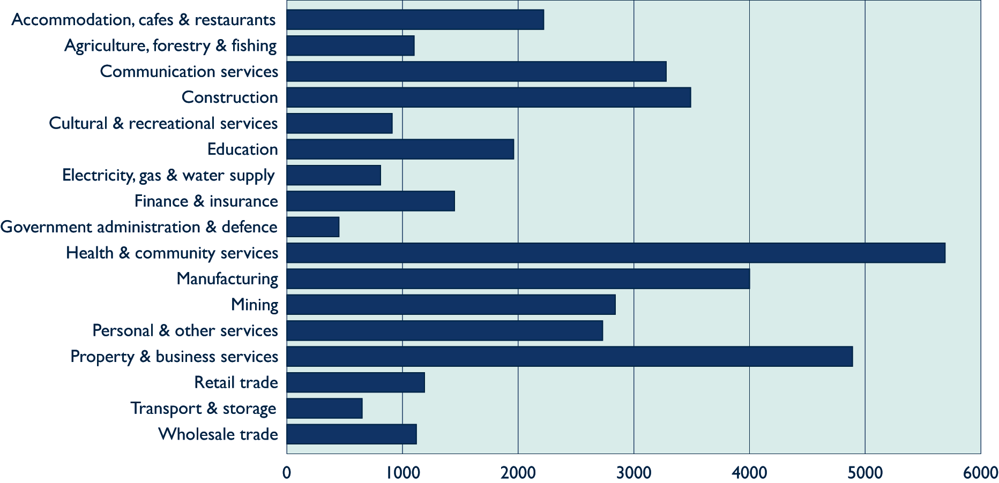 Accommodation, cafes & restaurants
Agriculture, forestry & fishing
Communication services
Construction
Cultural & recreational services
Education
Electricity, gas & water supply
Finance & insurance
Government administration & defence
Health & community services
Manufacturing
Mining
Personal & other services
Property & business services
Retail trade
Transport & storage
Wholesale trade
0 1000 2000 3000 4000 5000 6000